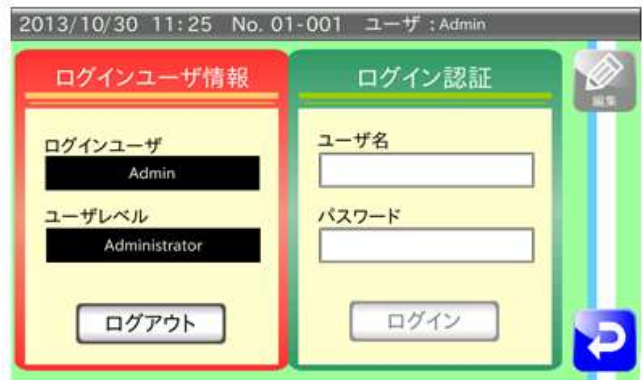 2013/10/30 11:25 No. 01-001 ユーザ : Admin
ログインユーザ情報
ログインユーザ
Admin
ユーザレベル
Administrator
ログアウト
ログイン認証
ユーザ名
パスワード
ログイン
編集